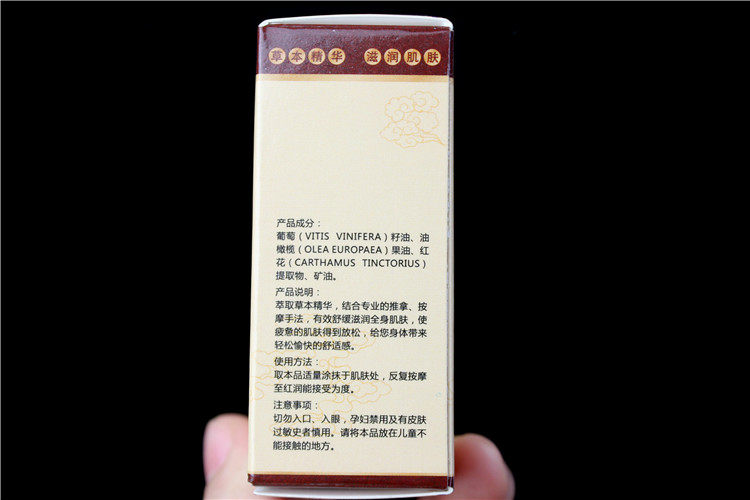 草本精华 滋润肌肤
产品成分：
葡萄（VITIS VINIFERA）籽油、油
橄榄（OLEA EUROPAEA）果油、红
花（CARTHAMUS TINCTORIUS）
提取物、矿油。
产品说明：
萃取草本精华，结合专业的推拿、按
摩手法，有效舒缓滋润全身肌肤，使
疲惫的肌肤得到放松，给您身体带来
轻松愉快的舒适感。
使用方法：
取本品适量涂抹于肌肤处，反复按摩
至红润能接受为度。
注意事项：
切勿入口、入眼，孕妇禁用及有皮肤
过敏史者慎用。请将本品放在儿童不
能接触的地方。